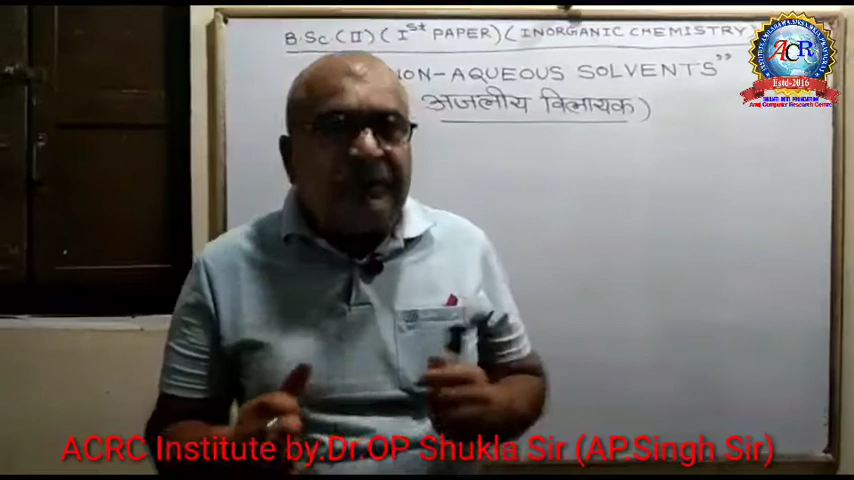 B.Sc.(II) (Ist PAPER) (INORGANIC CHEMISTRY)
NON-AQUEOUS SOLVENTS"
अजलीय विलायक)
ACRC
Estd-2016
ACRC Institute by.Dr.OP Shukla Sir (AP.Singh Sir)